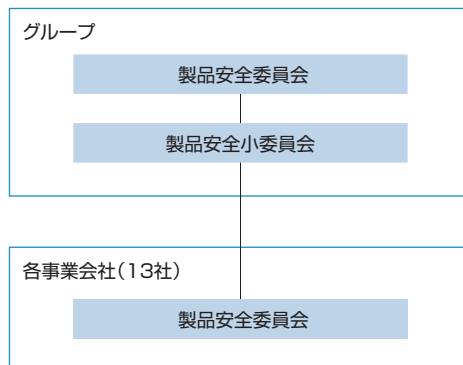 グループ
製品安全委員会
製品安全小委員会
各事業会社(13社)
製品安全委員会